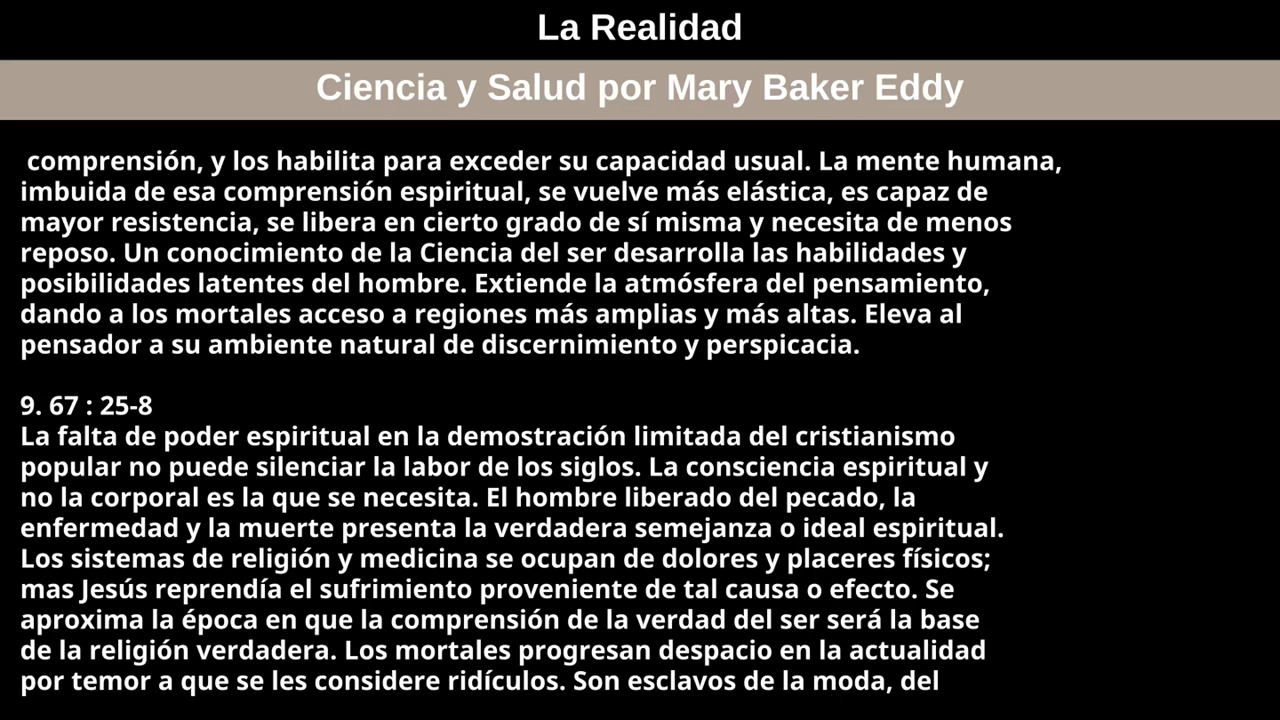 La Realidad
Ciencia y Salud por Mary Baker Eddy
comprensión, y los habilita para exceder su capacidad usual. La mente humana,
imbuida de esa comprensión espiritual, se vuelve más elástica, es capaz de
mayor resistencia, se libera en cierto grado de sí misma y necesita de menos
reposo. Un conocimiento de la Ciencia del ser desarrolla las habilidades y
posibilidades latentes del hombre. Extiende la atmósfera del pensamiento,
dando a los mortales acceso a regiones más amplias y más altas. Eleva al
pensador a su ambiente natural de discernimiento y perspicacia.
9. 67 : 25-8
La falta de poder espiritual en la demostración limitada del cristianismo
popular no puede silenciar la labor de los siglos. La consciencia espiritual y
no la corporal es la que se necesita. El hombre liberado del pecado, la
enfermedad y la muerte presenta la verdadera semejanza o ideal espiritual.
Los sistemas de religión y medicina se ocupan de dolores y placeres físicos;
mas Jesús reprendía el sufrimiento proveniente de tal causa o efecto. Se
aproxima la época en que la comprensión de la verdad del ser será la base
de la religión verdadera. Los mortales progresan despacio en la actualidad
por temor a que se les considere ridículos. Son esclavos de la moda, del